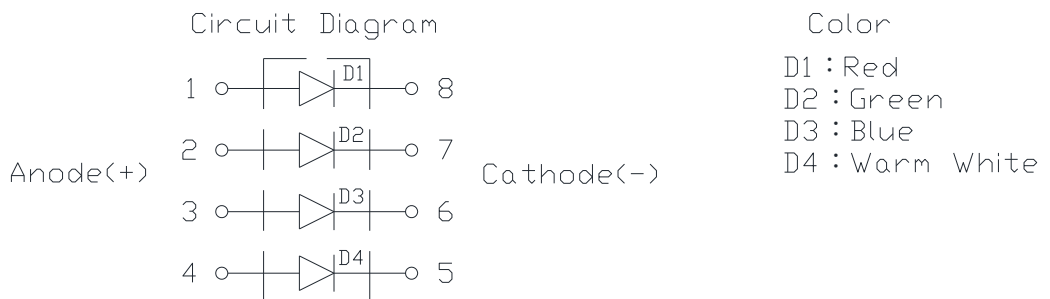 Circuit Diagram
1 D1 8
2 D2 7
3 D3 6
4 D4 5
Anode(+)
Cathode(-)
Color
D1:Red
D2:Green
D3:Blue
D4:Warm White